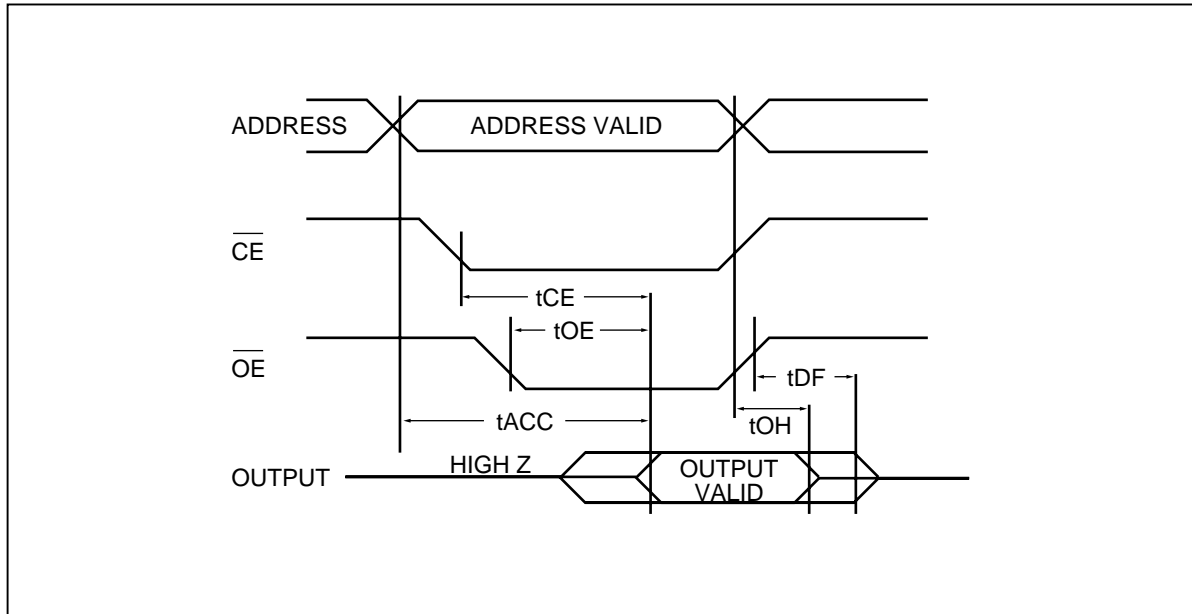 ADDRESS
ADDRESS VALID
CE
tCE
tOE
OE
tDF
tACC
tOH
OUTPUT
HIGH Z
OUTPUT
VALID